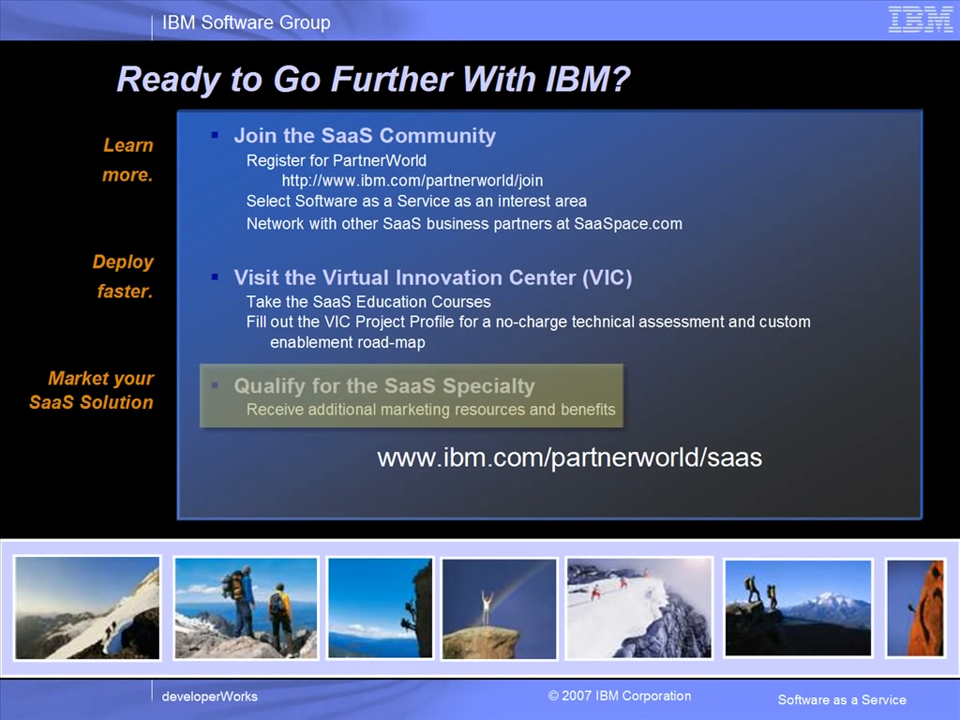 IBM Software Group
IBM
Ready to Go Further With IBM?
Learn
more.
Join the SaaS Community
Register for PartnerWorld
http://www.ibm.com/partnerworld/join
Select Software as a Service as an interest area
Network with other SaaS business partners at SaaSpace.com
Deploy
faster.
Visit the Virtual Innovation Center (VIC)
Take the SaaS Education Courses
Fill out the VIC Project Profile for a no-charge technical assessment and custom
enablement road-map
Market your
SaaS Solution
Qualify for the SaaS Specialty
Receive additional marketing resources and benefits
www.ibm.com/partnerworld/saas
developerWorks
© 2007 IBM Corporation
Software as a Service